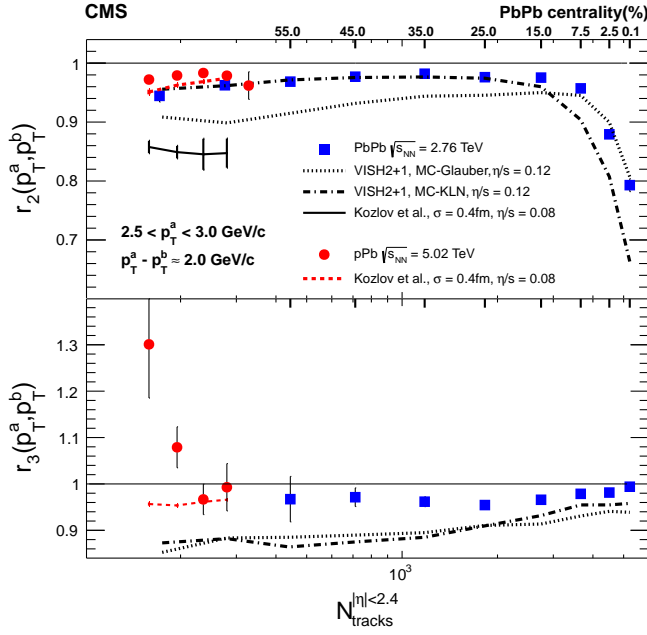 CMS PbPb centrality(%)
55.0 45.0 35.0 25.0 15.0 7.5 2.5 0.1
r₂(pᵀᵃ,pᵀᵇ)
1
0.9
0.8
0.7
PbPb √sNN = 2.76 TeV
VISH2+1, MC-Glauber, η/s = 0.12
VISH2+1, MC-KLN, η/s = 0.12
Kozlov et al., σ = 0.4fm, η/s = 0.08
2.5 < pᵀᵃ < 3.0 GeV/c
pᵀᵃ - pᵀᵇ ≈ 2.0 GeV/c
pPb √sNN = 5.02 TeV
Kozlov et al., σ = 0.4fm, η/s = 0.08
r₃(pᵀᵃ,pᵀᵇ)
1.3
1.2
1.1
1
0.9
10³
N|η|<2.4 tracks